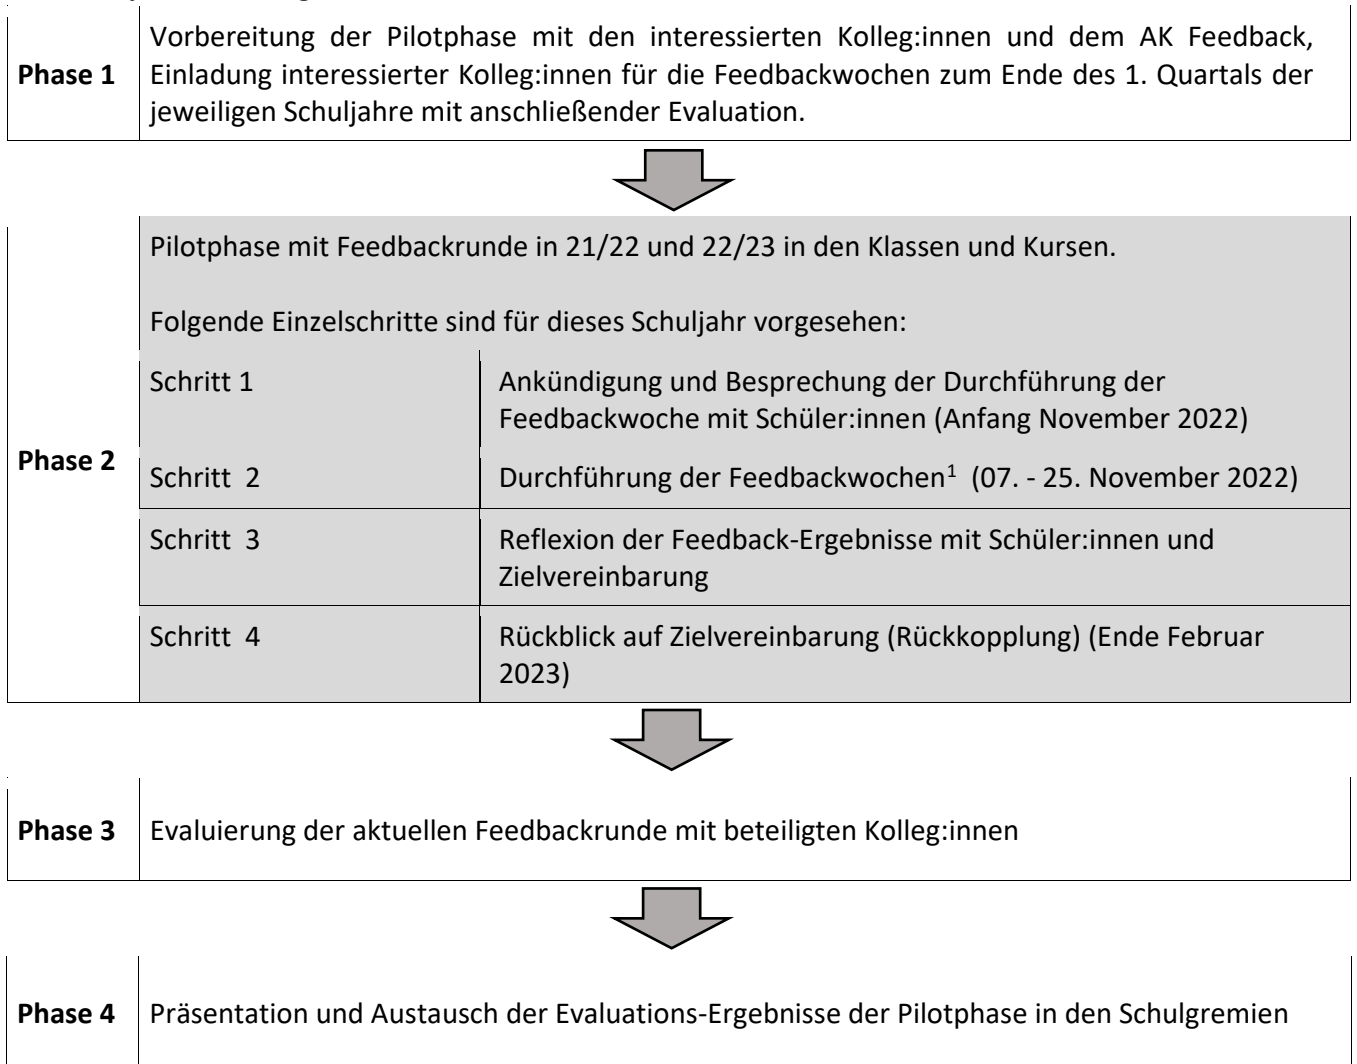 Vorbereitung der Pilotphase mit den interessierten Kolleg:innen und dem AK Feedback,
Phase 1
Einladung interessierter Kolleg:innen für die Feedbackwochen zum Ende des 1. Quartals der
jeweiligen Schuljahre mit anschließender Evaluation.
Pilotphase mit Feedbackrunde in 21/22 und 22/23 in den Klassen und Kursen.
Folgende Einzelschritte sind für dieses Schuljahr vorgesehen:
Phase 2
Schritt 1
Ankündigung und Besprechung der Durchführung der
Feedbackwoche mit Schüler:innen (Anfang November 2022)
Schritt 2
Durchführung der Feedbackwochen¹ (07. - 25. November 2022)
Schritt 3
Reflexion der Feedback-Ergebnisse mit Schüler:innen und
Zielvereinbarung
Schritt 4
Rückblick auf Zielvereinbarung (Rückkopplung) (Ende Februar
2023)
Phase 3
Evaluierung der aktuellen Feedbackrunde mit beteiligten Kolleg:innen
Phase 4
Präsentation und Austausch der Evaluations-Ergebnisse der Pilotphase in den Schulgremien